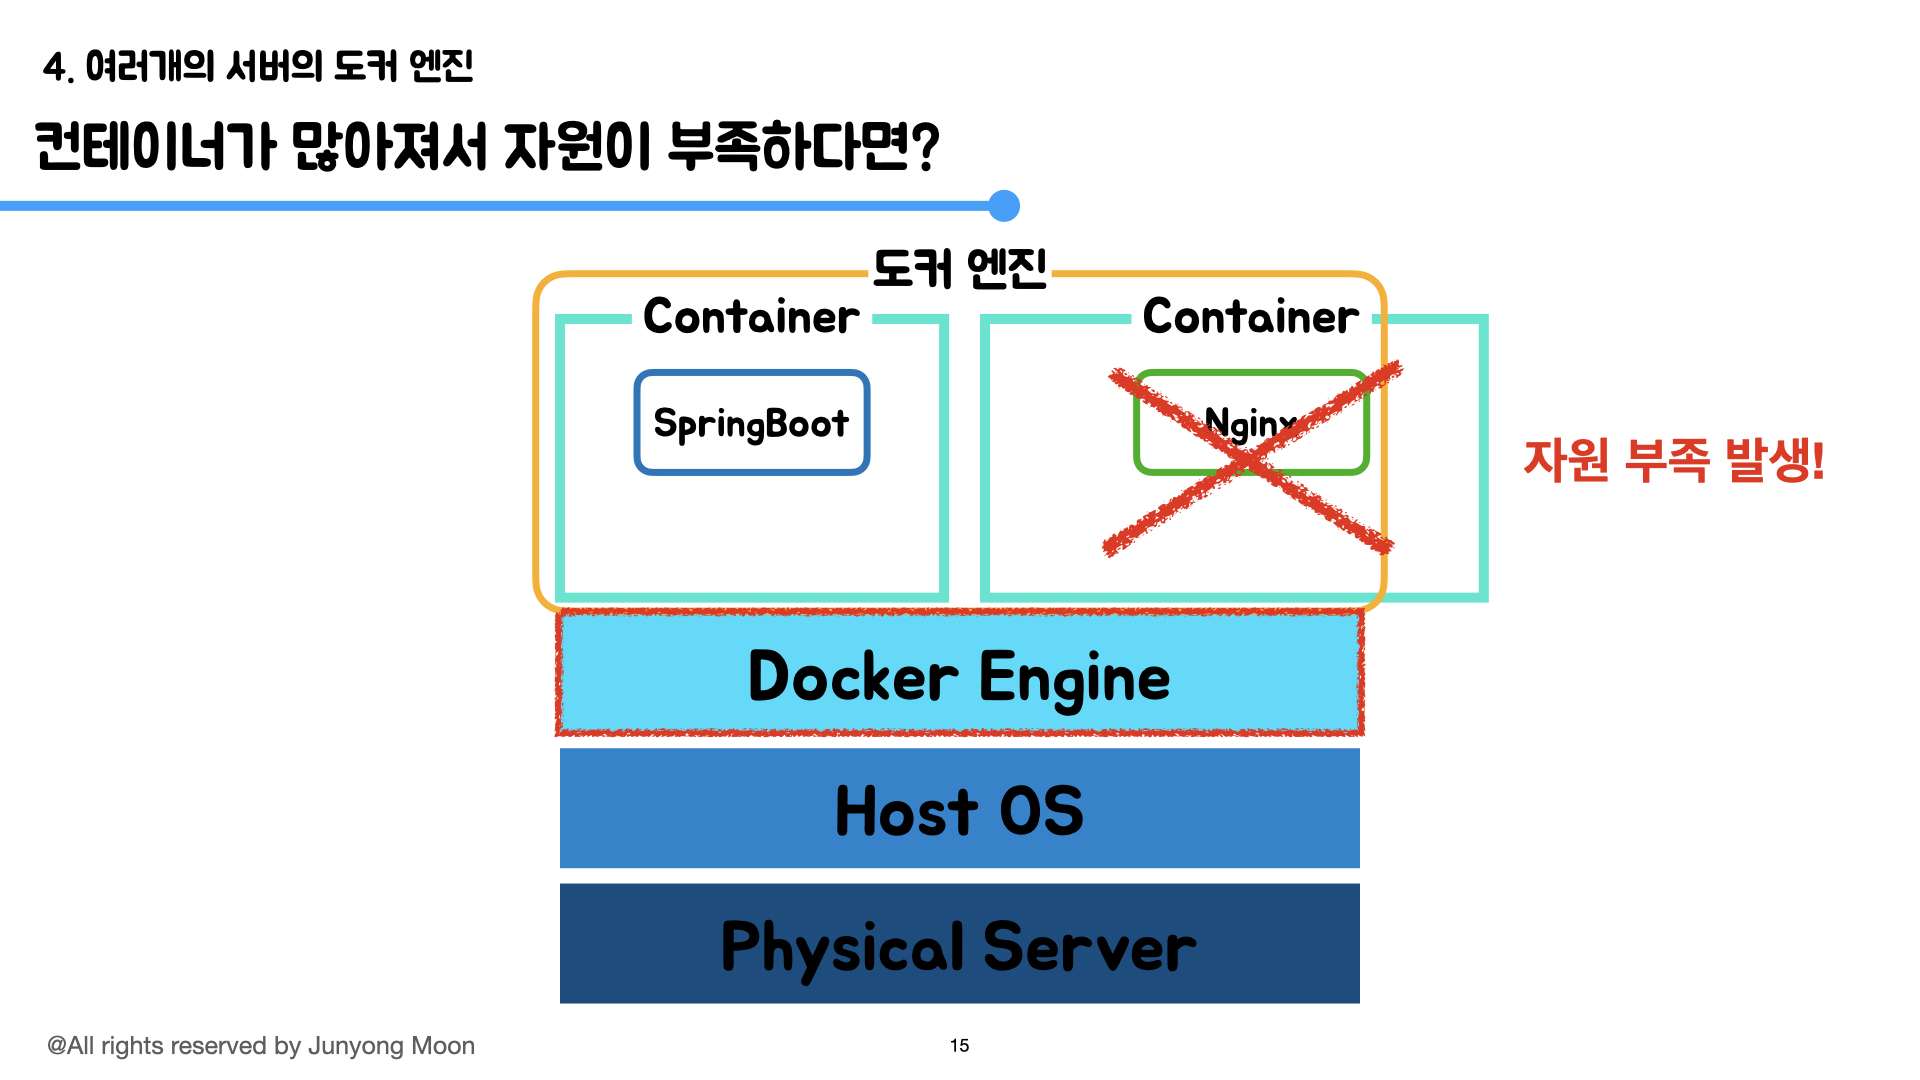 4. 여러개의 서버의 도커 엔진
컨테이너가 많아져서 자원이 부족하다면?
도커 엔진
Container
Container
SpringBoot
Nginx
자원 부족 발생!
Docker Engine
Host OS
Physical Server
@All rights reserved by Junyong Moon
15